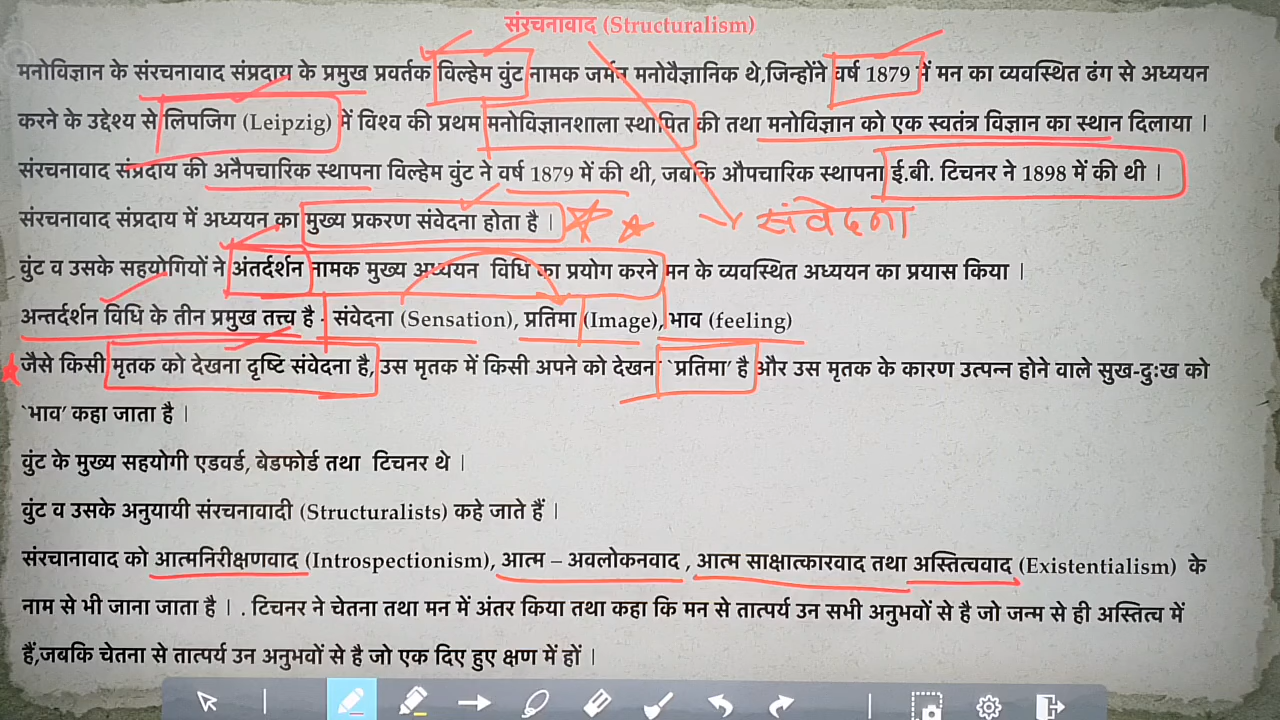 संरचनावाद (Structuralism)
मनोविज्ञान के संरचनावाद संप्रदाय के प्रमुख प्रवर्तक विल्हेम वुंट नामक जर्मन मनोवैज्ञानिक थे,जिन्होंने वर्ष 1879 में मन का व्यवस्थित ढंग से अध्ययन
करने के उद्देश्य से लिपजिग (Leipzig) में विश्व की प्रथम मनोविज्ञानशाला स्थापित की तथा मनोविज्ञान को एक स्वतंत्र विज्ञान का स्थान दिलाया |
संरचनावाद संप्रदाय की अनैपचारिक स्थापना विल्हेम वुंट ने वर्ष 1879 में की थी, जबकि औपचारिक स्थापना ई.बी. टिचनर ने 1898 में की थी |
संरचनावाद संप्रदाय में अध्ययन का मुख्य प्रकरण संवेदना होता है | संवेदना
वुंट व उसके सहयोगियों ने अंतर्दर्शन नामक मुख्य अध्ययन विधि का प्रयोग करने मन के व्यवस्थित अध्ययन का प्रयास किया |
अन्तर्दर्शन विधि के तीन प्रमुख तत्त्व है - संवेदना (Sensation), प्रतिमा (Image), भाव (feeling)
जैसे किसी मृतक को देखना दृष्टि संवेदना है, उस मृतक में किसी अपने को देखन `प्रतिमा’ है और उस मृतक के कारण उत्पन्न होने वाले सुख-दुःख को
`भाव’ कहा जाता है |
वुंट के मुख्य सहयोगी एडवर्ड, बेडफोर्ड तथा टिचनर थे |
वुंट व उसके अनुयायी संरचनावादी (Structuralists) कहे जाते हैं |
संरचानावाद को आत्मनिरीक्षणवाद (Introspectionism), आत्म – अवलोकनवाद , आत्म साक्षात्कारवाद तथा अस्तित्ववाद (Existentialism) के
नाम से भी जाना जाता है | . टिचनर ने चेतना तथा मन में अंतर किया तथा कहा कि मन से तात्पर्य उन सभी अनुभवों से है जो जन्म से ही अस्तित्व में
हैं,जबकि चेतना से तात्पर्य उन अनुभवों से है जो एक दिए हुए क्षण में हों |